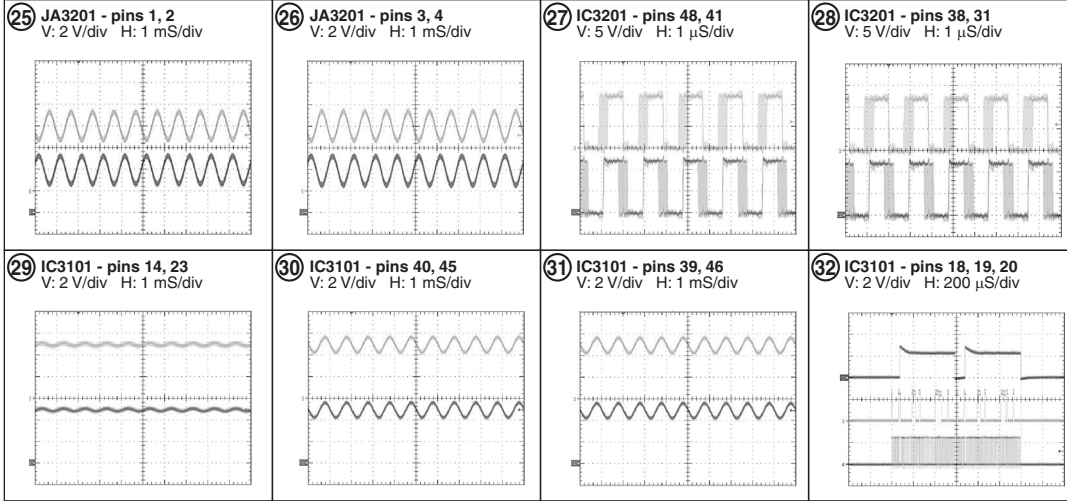 25 JA3201 - pins 1, 2
V: 2 V/div H: 1 mS/div
26 JA3201 - pins 3, 4
V: 2 V/div H: 1 mS/div
27 IC3201 - pins 48, 41
V: 5 V/div H: 1 µS/div
28 IC3201 - pins 38, 31
V: 5 V/div H: 1 µS/div
29 IC3101 - pins 14, 23
V: 2 V/div H: 1 mS/div
30 IC3101 - pins 40, 45
V: 2 V/div H: 1 mS/div
31 IC3101 - pins 39, 46
V: 2 V/div H: 1 mS/div
32 IC3101 - pins 18, 19, 20
V: 2 V/div H: 200 µS/div